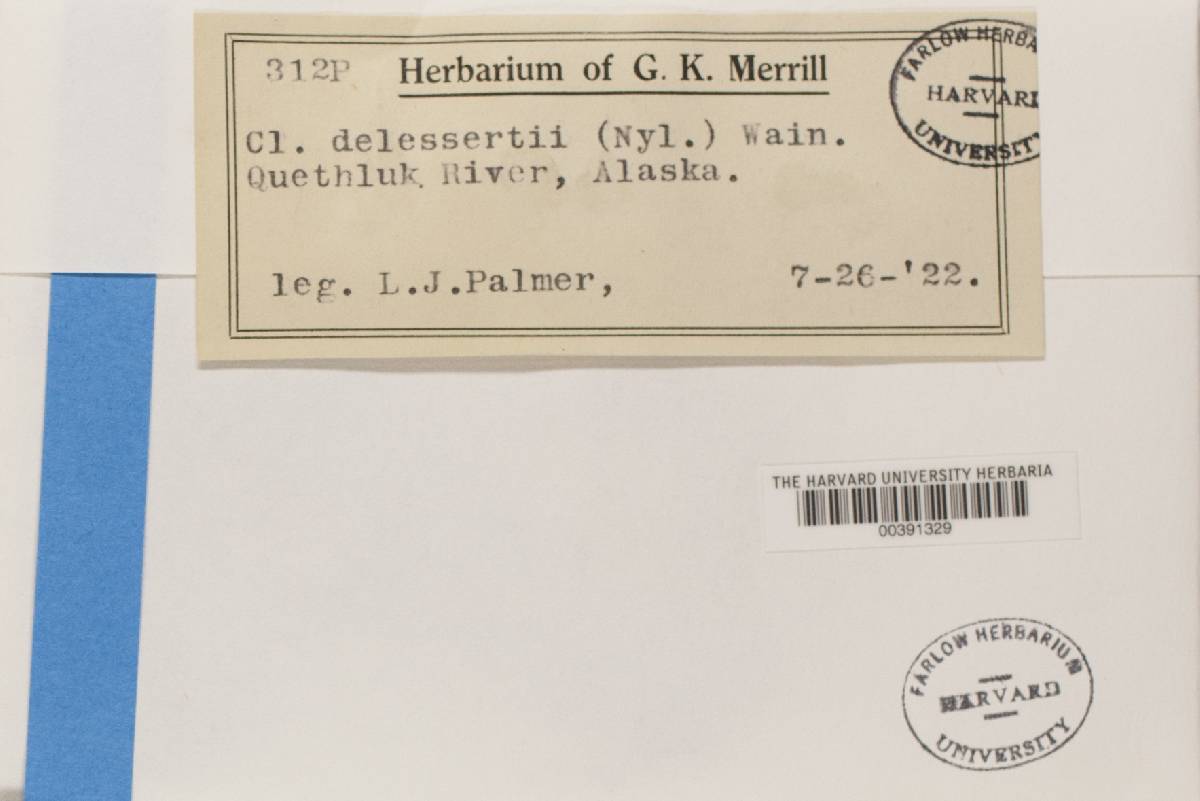 312P Herbarium of G. K. Merrill
Cl. delessertii (Nyl.) Wain.
Quethluk River, Alaska.
leg. L.J.Palmer, 7-26-'22.
FARLOW HERBA
HARVARD
UNIVERSITY
THE HARVARD UNIVERSITY HERBARIA
00391329
FARLOW HERBARIUM
HARVARD
UNIVERSITY